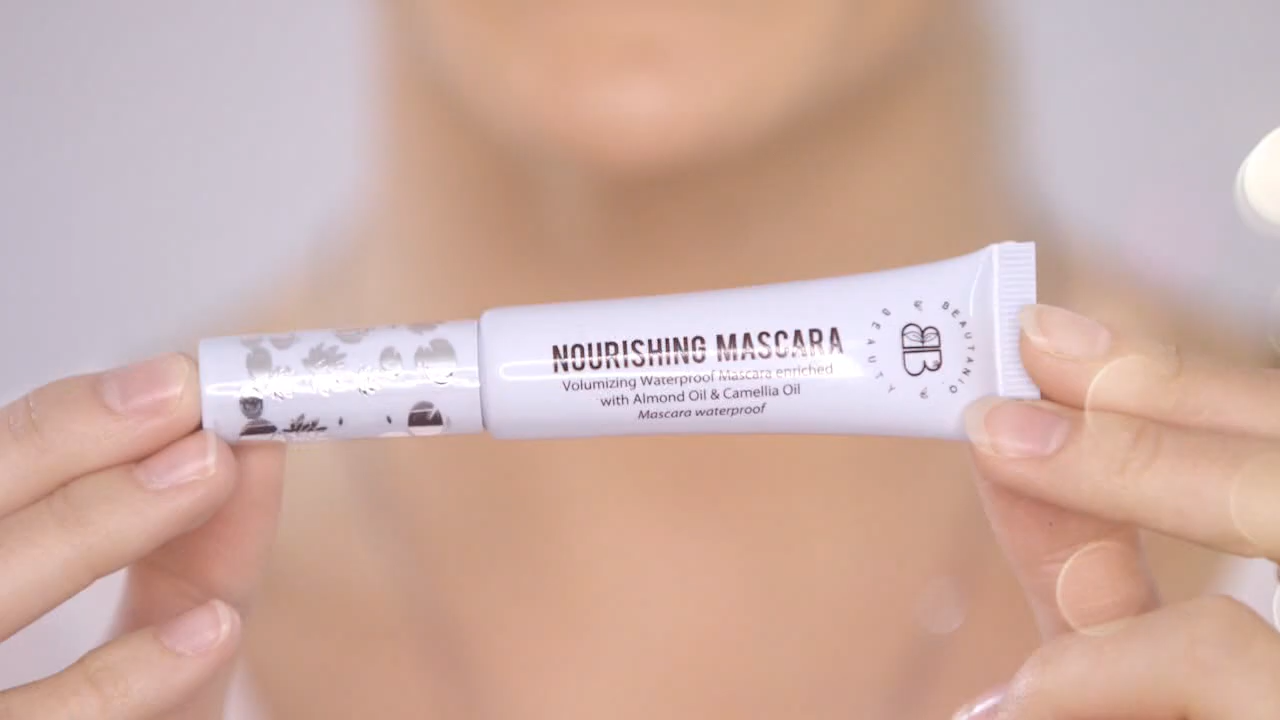 NOURISHING MASCARA
Volumizing Waterproof Mascara enriched
with Almond Oil & Camellia Oil
Mascara waterproof
BEAUTANIQ
BEAUTY